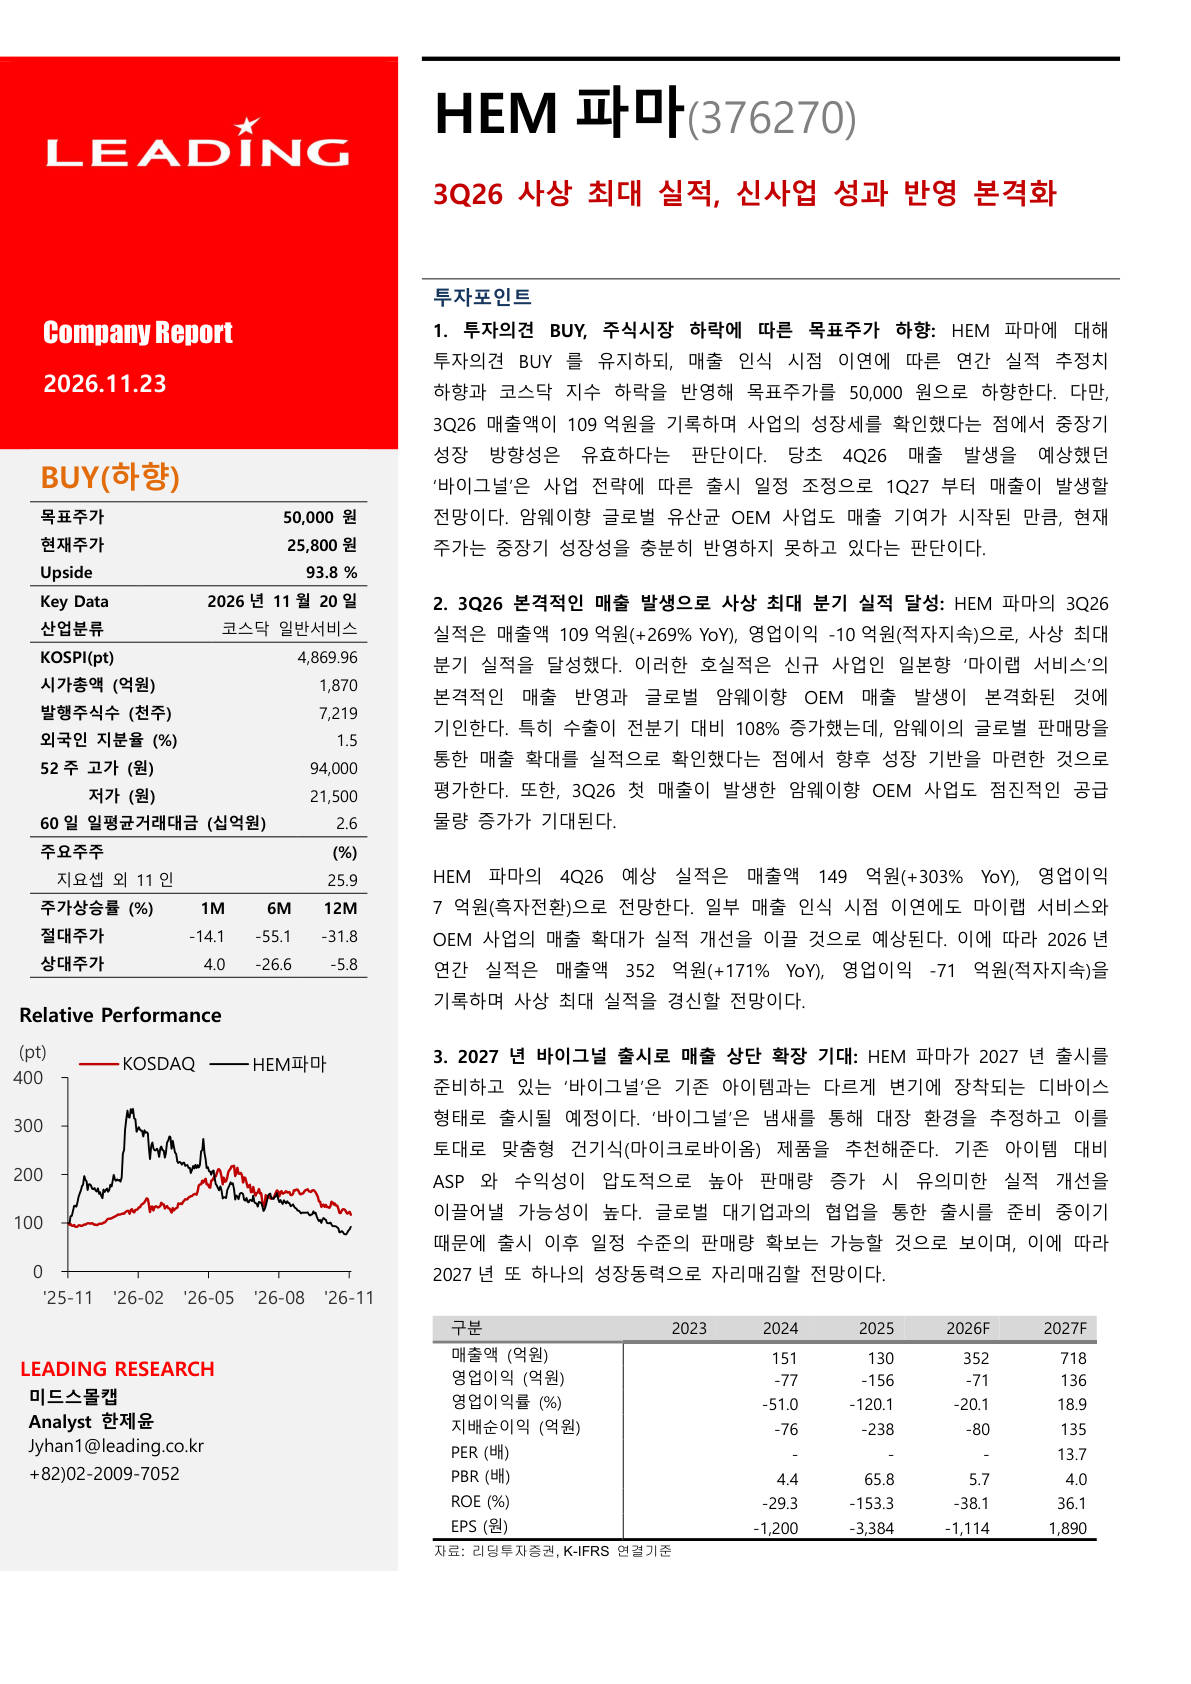 LEADING
Company Report
2026.11.23
BUY(하향)
목표주가 50,000 원
현재주가 25,800 원
Upside 93.8 %
Key Data 2026 년 11 월 20 일
산업분류 코스닥 일반서비스
KOSPI(pt) 4,869.96
시가총액 (억원) 1,870
발행주식수 (천주) 7,219
외국인 지분율 (%) 1.5
52 주 고가 (원) 94,000
저가 (원) 21,500
60 일 일평균거래대금 (십억원) 2.6
주요주주 (%)
지요셉 외 11 인 25.9
주가상승률 (%) 1M 6M 12M
절대주가 -14.1 -55.1 -31.8
상대주가 4.0 -26.6 -5.8
Relative Performance
(pt)
KOSDAQ HEM파마
400
300
200
100
0
'25-11 '26-02 '26-05 '26-08 '26-11
LEADING RESEARCH
미드스몰캡
Analyst 한제윤
Jyhan1@leading.co.kr
+82)02-2009-7052
HEM 파마(376270)
3Q26 사상 최대 실적, 신사업 성과 반영 본격화
투자포인트
1. 투자의견 BUY, 주식시장 하락에 따른 목표주가 하향: HEM 파마에 대해
투자의견 BUY 를 유지하되, 매출 인식 시점 이연에 따른 연간 실적 추정치
하향과 코스닥 지수 하락을 반영해 목표주가를 50,000 원으로 하향한다. 다만,
3Q26 매출액이 109 억원을 기록하며 사업의 성장세를 확인했다는 점에서 중장기
성장 방향성은 유효하다는 판단이다. 당초 4Q26 매출 발생을 예상했던
‘바이그널’은 사업 전략에 따른 출시 일정 조정으로 1Q27 부터 매출이 발생할
전망이다. 암웨이향 글로벌 유산균 OEM 사업도 매출 기여가 시작된 만큼, 현재
주가는 중장기 성장성을 충분히 반영하지 못하고 있다는 판단이다.
2. 3Q26 본격적인 매출 발생으로 사상 최대 분기 실적 달성: HEM 파마의 3Q26
실적은 매출액 109 억원(+269% YoY), 영업이익 -10 억원(적자지속)으로, 사상 최대
분기 실적을 달성했다. 이러한 호실적은 신규 사업인 일본향 ‘마이랩 서비스’의
본격적인 매출 반영과 글로벌 암웨이향 OEM 매출 발생이 본격화된 것에
기인한다. 특히 수출이 전분기 대비 108% 증가했는데, 암웨이의 글로벌 판매망을
통한 매출 확대를 실적으로 확인했다는 점에서 향후 성장 기반을 마련한 것으로
평가한다. 또한, 3Q26 첫 매출이 발생한 암웨이향 OEM 사업도 점진적인 공급
물량 증가가 기대된다.
HEM 파마의 4Q26 예상 실적은 매출액 149 억원(+303% YoY), 영업이익
7 억원(흑자전환)으로 전망한다. 일부 매출 인식 시점 이연에도 마이랩 서비스와
OEM 사업의 매출 확대가 실적 개선을 이끌 것으로 예상된다. 이에 따라 2026 년
연간 실적은 매출액 352 억원(+171% YoY), 영업이익 -71 억원(적자지속)을
기록하며 사상 최대 실적을 경신할 전망이다.
3. 2027 년 바이그널 출시로 매출 상단 확장 기대: HEM 파마가 2027 년 출시를
준비하고 있는 ‘바이그널’은 기존 아이템과는 다르게 변기에 장착되는 디바이스
형태로 출시될 예정이다. ‘바이그널’은 냄새를 통해 대장 환경을 추정하고 이를
토대로 맞춤형 건기식(마이크로바이옴) 제품을 추천해준다. 기존 아이템 대비
ASP 와 수익성이 압도적으로 높아 판매량 증가 시 유의미한 실적 개선을
이끌어낼 가능성이 높다. 글로벌 대기업과의 협업을 통한 출시를 준비 중이기
때문에 출시 이후 일정 수준의 판매량 확보는 가능할 것으로 보이며, 이에 따라
2027 년 또 하나의 성장동력으로 자리매김할 전망이다.
구분 2023 2024 2025 2026F 2027F
매출액 (억원) 151 130 352 718
영업이익 (억원) -77 -156 -71 136
영업이익률 (%) -51.0 -120.1 -20.1 18.9
지배순이익 (억원) -76 -238 -80 135
PER (배) - - - 13.7
PBR (배) 4.4 65.8 5.7 4.0
ROE (%) -29.3 -153.3 -38.1 36.1
EPS (원) -1,200 -3,384 -1,114 1,890
자료: 리딩투자증권, K-IFRS 연결기준